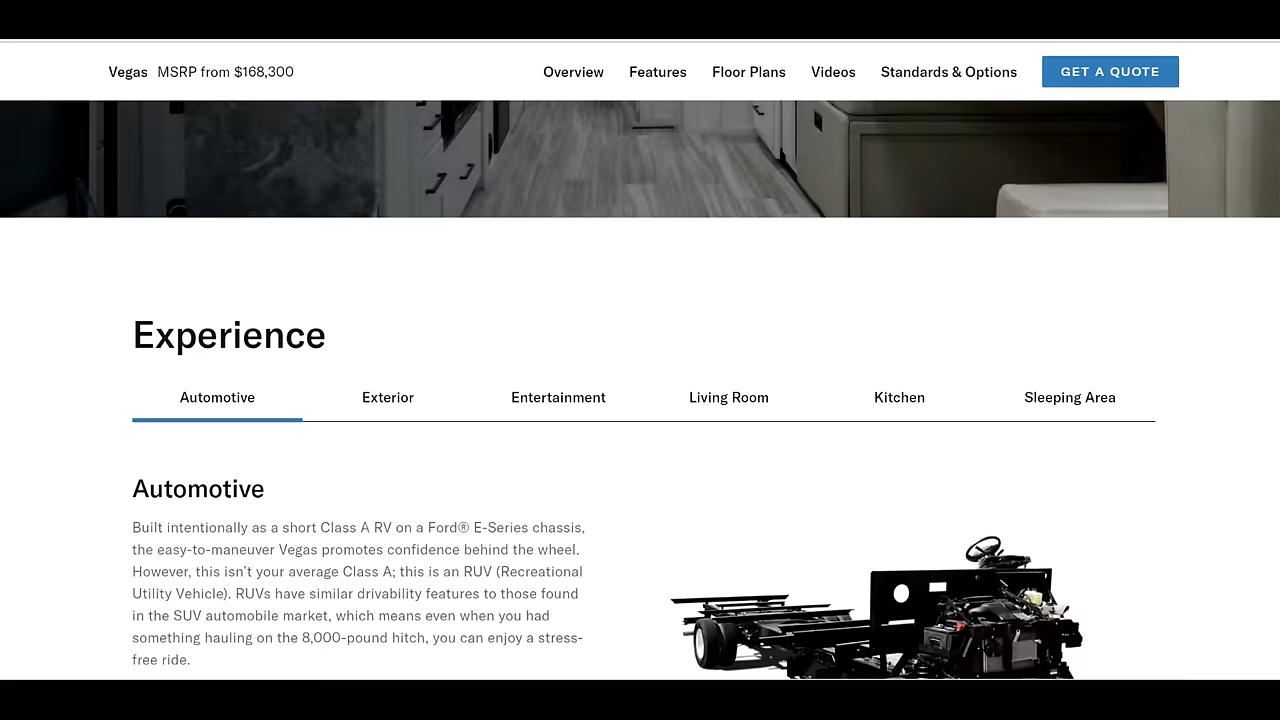 Vegas MSRP from $168,300 Overview Features Floor Plans Videos Standards & Options GET A QUOTE
Experience
Automotive Exterior Entertainment Living Room Kitchen Sleeping Area
Automotive
Built intentionally as a short Class A RV on a Ford® E-Series chassis,
the easy-to-maneuver Vegas promotes confidence behind the wheel.
However, this isn't your average Class A; this is an RUV (Recreational
Utility Vehicle). RUVs have similar drivability features to those found
in the SUV automobile market, which means even when you had
something hauling on the 8,000-pound hitch, you can enjoy a stress-
free ride.